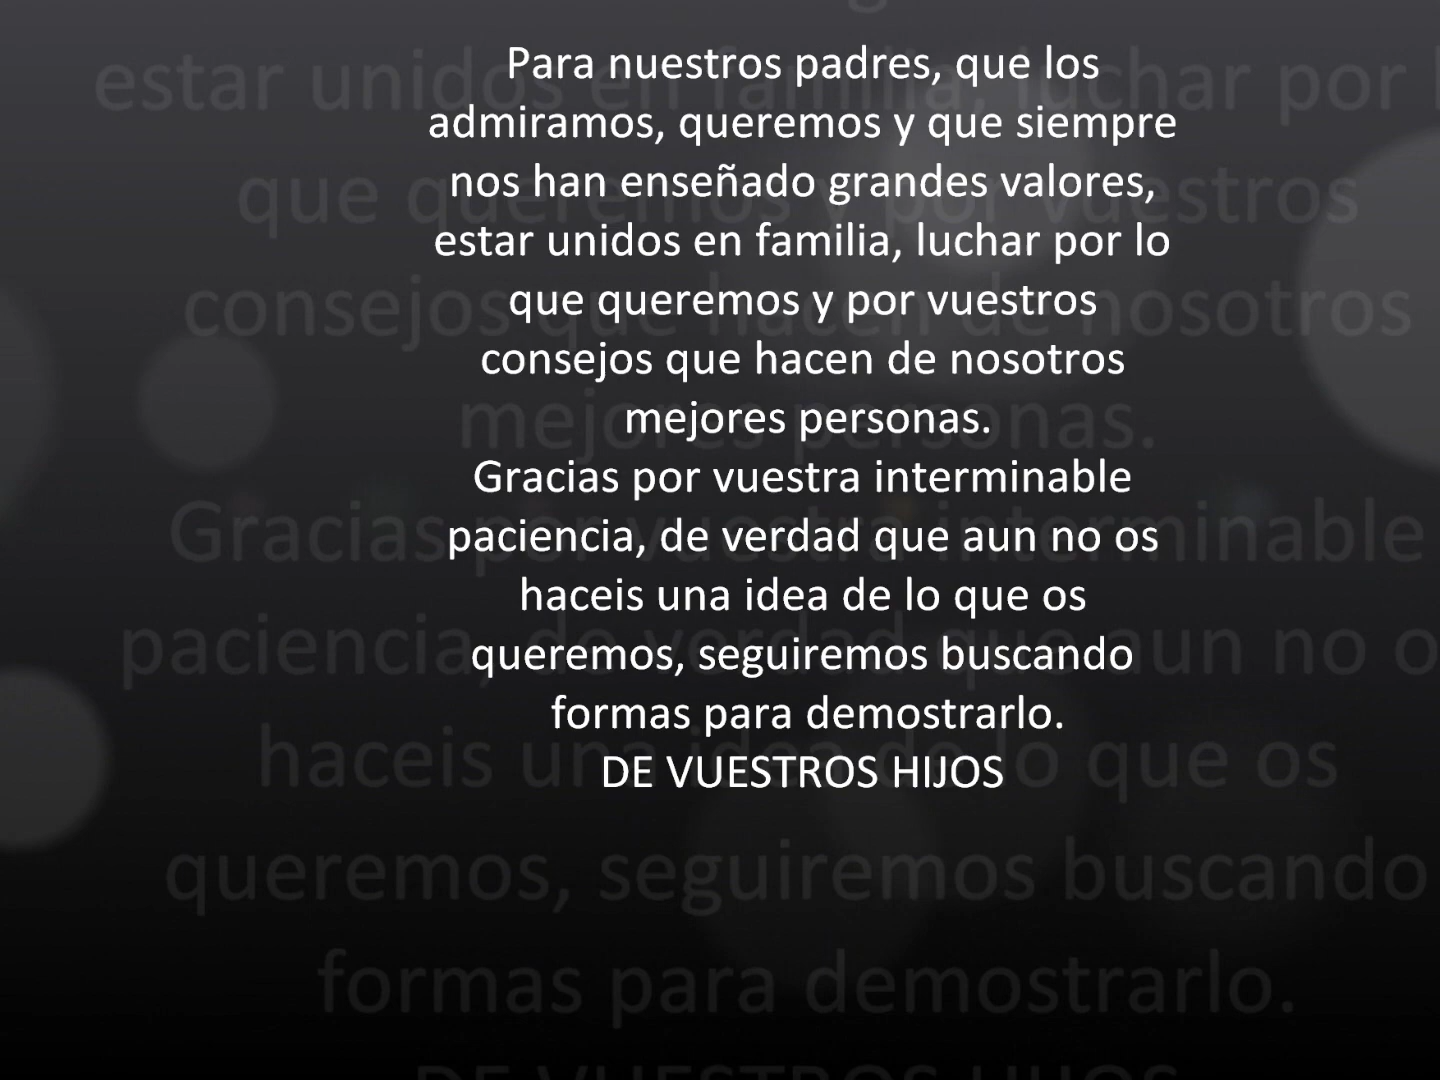 Para nuestros padres, que los
admiramos, queremos y que siempre
nos han enseñado grandes valores,
estar unidos en familia, luchar por lo
que queremos y por vuestros
consejos que hacen de nosotros
mejores personas.
Gracias por vuestra interminable
paciencia, de verdad que aun no os
haceis una idea de lo que os
queremos, seguiremos buscando
formas para demostrarlo.
DE VUESTROS HIJOS